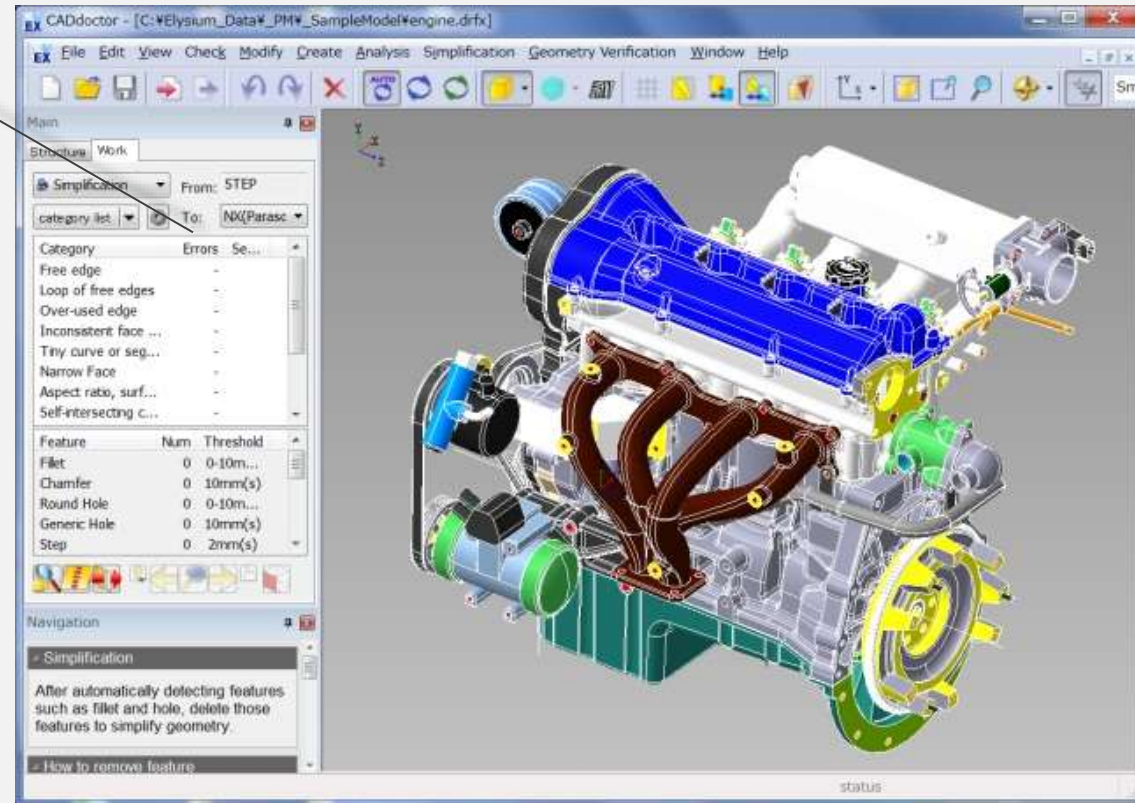 EX CADdoctor - [C:¥Elysium_Data¥_PM¥_SampleModel¥engine.drfx]
EX File Edit View Check Modify Create Analysis Simplification Geometry Verification Window Help
AUTO
Sm
Main
Structure Work
Simplification From: STEP
category list To: NX(Parasc
Category Errors Se...
Free edge -
Loop of free edges -
Over-used edge -
Inconsistent face ... -
Tiny curve or seg... -
Narrow Face -
Aspect ratio, surf... -
Self-intersecting c... -
Feature Num Threshold
Fillet 0 0-10m...
Chamfer 0 10mm(s)
Round Hole 0 0-10m...
Generic Hole 0 10mm(s)
Step 0 2mm(s)
Navigation
Simplification
After automatically detecting features
such as fillet and hole, delete those
features to simplify geometry.
How to remove feature
status